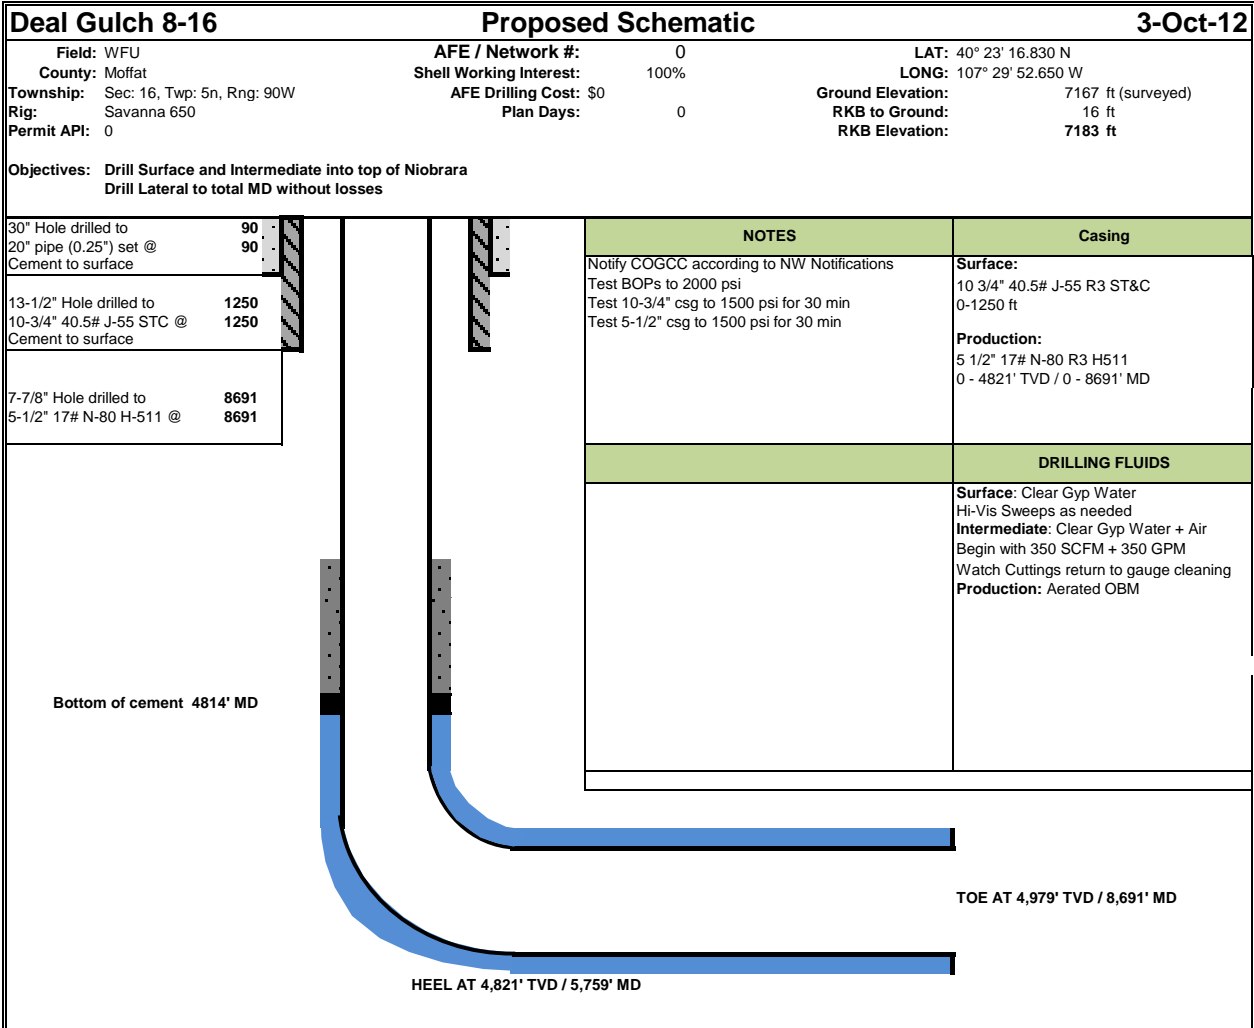 Deal Gulch 8-16 Proposed Schematic 3-Oct-12
Field: WFU AFE / Network #: 0 LAT: 40° 23' 16.830 N
County: Moffat Shell Working Interest: 100% LONG: 107° 29' 52.650 W
Township: Sec: 16, Twp: 5n, Rng: 90W AFE Drilling Cost: $0 Ground Elevation: 7167 ft (surveyed)
Rig: Savanna 650 Plan Days: 0 RKB to Ground: 16 ft
Permit API: 0 RKB Elevation: 7183 ft
Objectives: Drill Surface and Intermediate into top of Niobrara
Drill Lateral to total MD without losses
30" Hole drilled to 90
20" pipe (0.25") set @ 90
Cement to surface
13-1/2" Hole drilled to 1250
10-3/4" 40.5# J-55 STC @ 1250
Cement to surface
7-7/8" Hole drilled to 8691
5-1/2" 17# N-80 H-511 @ 8691
NOTES
Notify COGCC according to NW Notifications
Test BOPs to 2000 psi
Test 10-3/4" csg to 1500 psi for 30 min
Test 5-1/2" csg to 1500 psi for 30 min
Casing
Surface:
10 3/4" 40.5# J-55 R3 ST&C
0-1250 ft
Production:
5 1/2" 17# N-80 R3 H511
0 - 4821' TVD / 0 - 8691' MD
DRILLING FLUIDS
Surface: Clear Gyp Water
Hi-Vis Sweeps as needed
Intermediate: Clear Gyp Water + Air
Begin with 350 SCFM + 350 GPM
Watch Cuttings return to gauge cleaning
Production: Aerated OBM
Bottom of cement 4814' MD
TOE AT 4,979' TVD / 8,691' MD
HEEL AT 4,821' TVD / 5,759' MD